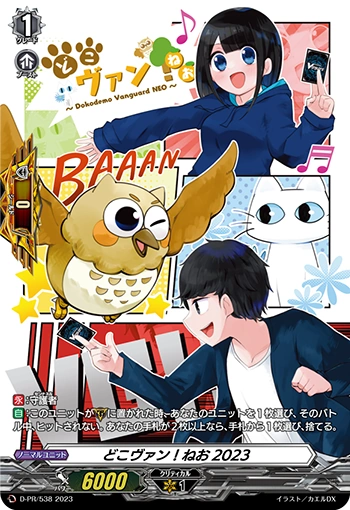 1
グレード
ブースト
どこヴァン!ねお
～ Dokodemo Vanguard NEO ～
BAAAN
0
永:守護者
自:このユニットが(G)に置かれた時、あなたのユニットを1枚選び、そのバト
ル中、ヒットされない。あなたの手札が2枚以上なら、手札から1枚選び、捨てる。
ノーマルユニット
どこヴァン!ねお 2023
パワー 6000
クリティカル
1
D-PR/538 2023
イラスト/カエルDX